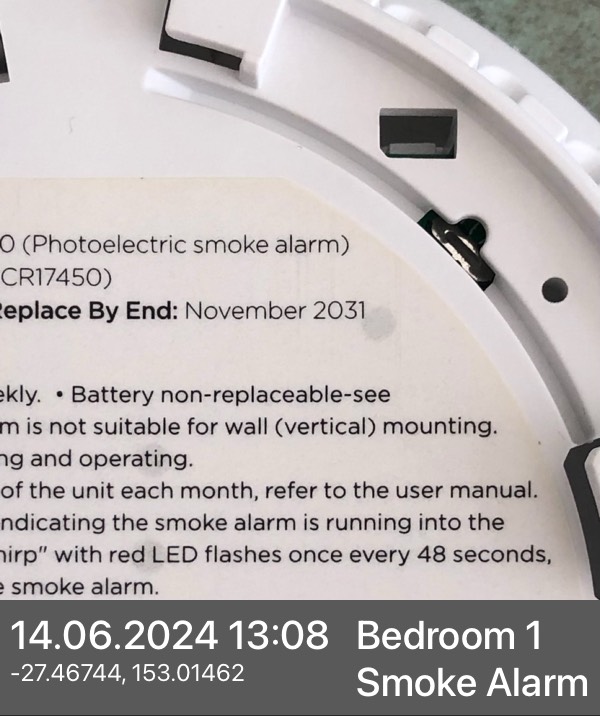 0 (Photoelectric smoke alarm)
CR17450)
eplace By End: November 2031
ekly. • Battery non-replaceable-see
m is not suitable for wall (vertical) mounting.
ng and operating.
of the unit each month, refer to the user manual.
ndicating the smoke alarm is running into the
hirp" with red LED flashes once every 48 seconds,
e smoke alarm.
14.06.2024 13:08
-27.46744, 153.01462
Bedroom 1
Smoke Alarm